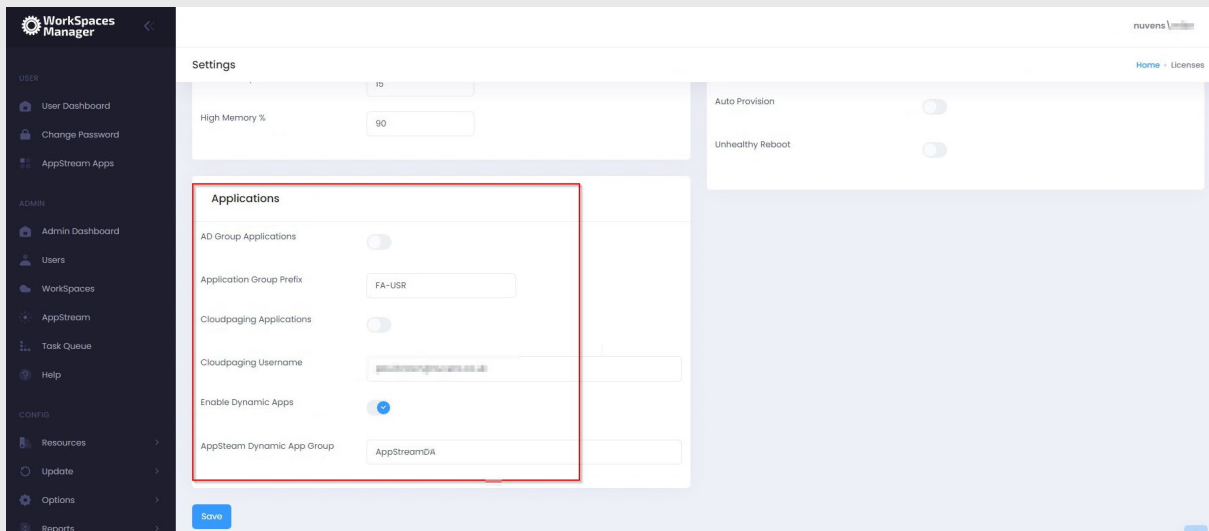 WorkSpaces
Manager
nuvens\
Settings
Home - Licenses
USER
User Dashboard
Change Password
AppStream Apps
ADMIN
Admin Dashboard
Users
WorkSpaces
AppStream
Task Queue
Help
CONFIG
Resources
Update
Options
Reports
15
High Memory %
90
Auto Provision
Unhealthy Reboot
Applications
AD Group Applications
Application Group Prefix
FA-USR
Cloudpaging Applications
Cloudpaging Username
Enable Dynamic Apps
AppSteam Dynamic App Group
AppStreamDA
Save